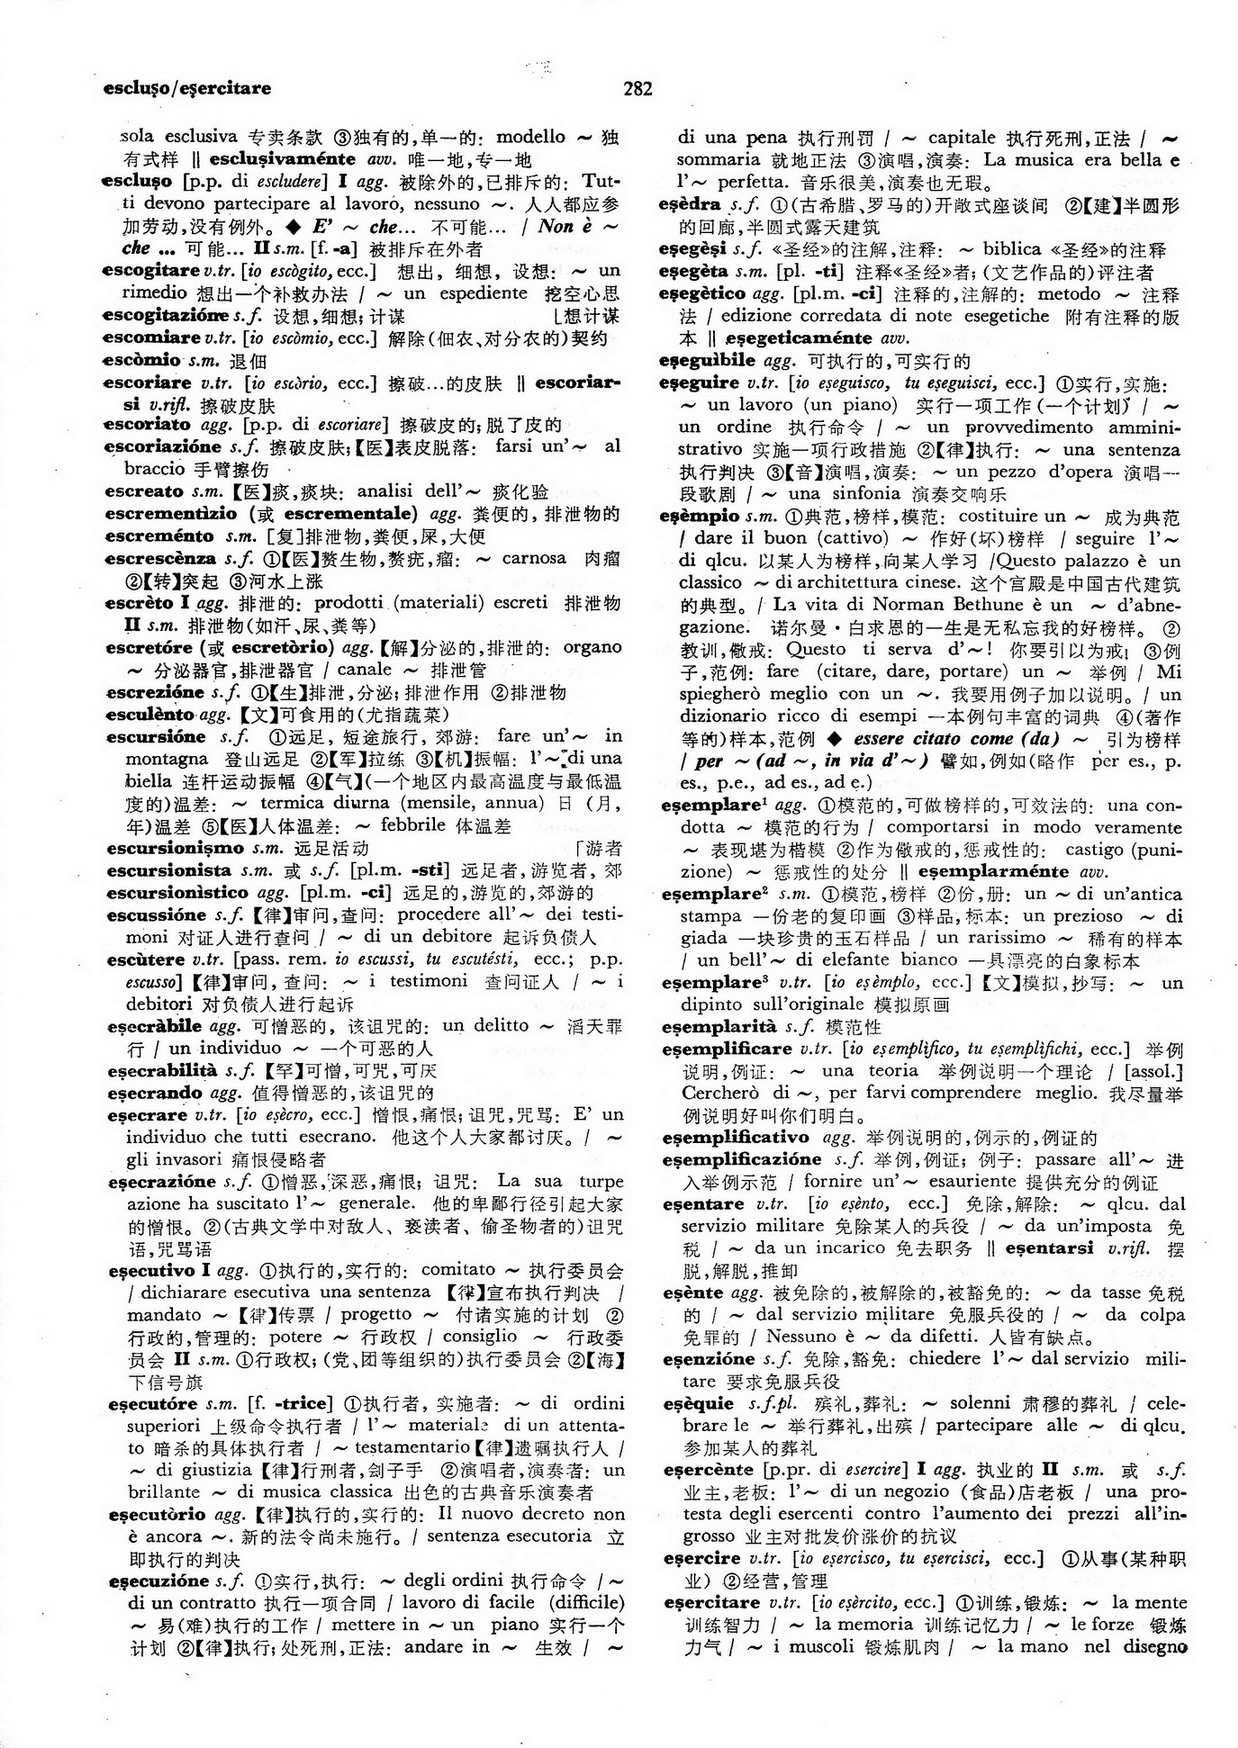 escluṣo/eṣercitare
282
sola esclusiva 专卖条款 ③独有的,单一的: modello ~ 独
有式样 ‖ escluṣivaménte avv. 唯一地,专一地
escluṣo [p.p. di escludere] I agg. 被除外的,已排斥的: Tut-
ti devono partecipare al lavoro, nessuno ~. 人人都应参
加劳动,没有例外。◆ E' ~ che... 不可能... / Non è ~
che ... 可能... II s.m. [f. -a] 被排斥在外者
escogitare v.tr. [io escògito, ecc.] 想出, 细想, 设想: ~ un
rimedio 想出一个补救办法 / ~ un espediente 挖空心思
escogitazióne s.f. 设想,细想;计谋 ⌊想计谋
escomiare v.tr. [io escòmio, ecc.] 解除(佃农、对分农的)契约
escòmio s.m. 退佃
escoriare v.tr. [io escòrio, ecc.] 擦破...的皮肤 ‖ escoriar-
si v.rifl. 擦破皮肤
escoriato agg. [p.p. di escoriare] 擦破皮的;脱了皮的
escoriazióne s.f. 擦破皮肤;【医】表皮脱落: farsi un'~ al
braccio 手臂擦伤
escreato s.m. 【医】痰,痰块: analisi dell'~ 痰化验
escrementìzio (或 escrementale) agg. 粪便的, 排泄物的
escreménto s.m. [复]排泄物,粪便,屎,大便
escrescènza s.f. ①【医】赘生物,赘疣,瘤: ~ carnosa 肉瘤
②【转】突起 ③河水上涨
escrèto I agg. 排泄的: prodotti (materiali) escreti 排泄物
II s.m. 排泄物(如汗、尿、粪等)
escretóre (或 escretòrio) agg.【解】分泌的,排泄的: organo
~ 分泌器官,排泄器官 / canale ~ 排泄管
escrezióne s.f. ①【生】排泄,分泌;排泄作用 ②排泄物
esculènto agg. 【文】可食用的(尤指蔬菜)
escursióne s.f. ①远足, 短途旅行, 郊游: fare un'~ in
montagna 登山远足 ②【军】拉练 ③【机】振幅: l'~ di una
biella 连杆运动振幅 ④【气】(一个地区内最高温度与最低温
度的)温差: ~ termica diurna (mensile, annua) 日 (月,
年)温差 ⑤【医】人体温差: ~ febbrile 体温差
escursioniṣmo s.m. 远足活动 ⌈游者
escursionista s.m. 或 s.f. [pl.m. -sti] 远足者,游览者, 郊
escursionìstico agg. [pl.m. -ci] 远足的,游览的,郊游的
escussióne s.f. 【律】审问,查问: procedere all'~ dei testi-
moni 对证人进行查问 / ~ di un debitore 起诉负债人
escùtere v.tr. [pass. rem. io escussi, tu escutésti, ecc.; p.p.
escusso] 【律】审问, 查问: ~ i testimoni 查问证人 / ~ i
debitori 对负债人进行起诉
eṣecràbile agg. 可憎恶的, 该诅咒的: un delitto ~ 滔天罪
行 / un individuo ~ 一个可恶的人
eṣecrabilità s.f. 【罕】可憎,可咒,可厌
eṣecrando agg. 值得憎恶的,该诅咒的
eṣecrare v.tr. [io eṣècro, ecc.] 憎恨,痛恨;诅咒,咒骂: E' un
individuo che tutti esecrano. 他这个人大家都讨厌。/ ~
gli invasori 痛恨侵略者
eṣecrazióne s.f. ①憎恶,深恶,痛恨; 诅咒: La sua turpe
azione ha suscitato l'~ generale. 他的卑鄙行径引起大家
的憎恨。②(古典文学中对敌人、亵渎者、偷圣物者的)诅咒
语,咒骂语
eṣecutivo I agg. ①执行的,实行的: comitato ~ 执行委员会
/ dichiarare esecutiva una sentenza 【律】宣布执行判决 /
mandato ~ 【律】传票 / progetto ~ 付诸实施的计划 ②
行政的,管理的: potere ~ 行政权 / consiglio ~ 行政委
员会 II s.m. ①行政权; (党、团等组织的)执行委员会 ②【海】
下信号旗
eṣecutóre s.m. [f. -trice] ①执行者, 实施者: ~ di ordini
superiori 上级命令执行者 / l'~ materiale di un attenta-
to 暗杀的具体执行者 / ~ testamentario【律】遗嘱执行人 /
~ di giustizia 【律】行刑者,刽子手 ②演唱者,演奏者: un
brillante ~ di musica classica 出色的古典音乐演奏者
eṣecutòrio agg. 【律】执行的,实行的: Il nuovo decreto non
è ancora ~. 新的法令尚未施行。/ sentenza esecutoria 立
即执行的判决
eṣecuzióne s.f. ①实行,执行: ~ degli ordini 执行命令 / ~
di un contratto 执行一项合同 / lavoro di facile (difficile)
~ 易(难)执行的工作 / mettere in ~ un piano 实行一个
计划 ②【律】执行;处死刑,正法: andare in ~ 生效 / ~
di una pena 执行刑罚 / ~ capitale 执行死刑,正法 / ~
sommaria 就地正法 ③演唱,演奏: La musica era bella e
l'~ perfetta. 音乐很美,演奏也无瑕。
eṣèdra s.f. ①(古希腊、罗马的)开敞式座谈间 ②【建】半圆形
的回廊,半圆式露天建筑
eṣegèṣi s.f. 《圣经》的注解,注释: ~ biblica 《圣经》的注释
eṣegèta s.m. [pl. -ti] 注释《圣经》者; (文艺作品的)评注者
eṣegètico agg. [pl.m. -ci] 注释的,注解的: metodo ~ 注释
法 / edizione corredata di note esegetiche 附有注释的版
本 ‖ eṣegeticaménte avv.
eṣeguìbile agg. 可执行的,可实行的
eṣeguire v.tr. [io eṣeguisco, tu eṣeguisci, ecc.] ①实行,实施:
~ un lavoro (un piano) 实行一项工作(一个计划) / ~
un ordine 执行命令 / ~ un provvedimento ammini-
strativo 实施一项行政措施 ②【律】执行: ~ una sentenza
执行判决 ③【音】演唱,演奏: ~ un pezzo d'opera 演唱一
段歌剧 / ~ una sinfonia 演奏交响乐
eṣèmpio s.m. ①典范,榜样,模范: costituire un ~ 成为典范
/ dare il buon (cattivo) ~ 作好(坏)榜样 / seguire l'~
di qlcu. 以某人为榜样,向某人学习 /Questo palazzo è un
classico ~ di architettura cinese. 这个宫殿是中国古代建筑
的典型。/ La vita di Norman Bethune è un ~ d'abne-
gazione. 诺尔曼·白求恩的一生是无私忘我的好榜样。②
教训,儆戒: Questo ti serva d'~! 你要引以为戒! ③例
子,范例: fare (citare, dare, portare) un ~ 举例 / Mi
spiegherò meglio con un ~. 我要用例子加以说明。/ un
dizionario ricco di esempi 一本例句丰富的词典 ④(著作
等的)样本,范例 ◆ essere citato come (da) ~ 引为榜样
/ per ~ (ad ~, in via d'~) 譬如,例如(略作 per es., p.
es., p.e., ad es., ad e.)
eṣemplare¹ agg. ①模范的,可做榜样的,可效法的: una con-
dotta ~ 模范的行为 / comportarsi in modo veramente
~ 表现堪为楷模 ②作为儆戒的,惩戒性的: castigo (puni-
zione) ~ 惩戒性的处分 ‖ eṣemplarménte avv.
eṣemplare² s.m. ①模范,榜样 ②份,册: un ~ di un'antica
stampa 一份老的复印画 ③样品,标本: un prezioso ~ di
giada 一块珍贵的玉石样品 / un rarissimo ~ 稀有的样本
/ un bell'~ di elefante bianco 一具漂亮的白象标本
eṣemplare³ v.tr. [io eṣèmplo, ecc.]【文】模拟,抄写: ~ un
dipinto sull'originale 模拟原画
eṣemplarità s.f. 模范性
eṣemplificare v.tr. [io eṣemplìfico, tu eṣemplìfichi, ecc.] 举例
说明,例证: ~ una teoria 举例说明一个理论 / [assol.]
Cercherò di ~, per farvi comprendere meglio. 我尽量举
例说明好叫你们明白。
eṣemplificativo agg. 举例说明的,例示的,例证的
eṣemplificazióne s.f. 举例,例证; 例子: passare all'~ 进
入举例示范 / fornire un'~ esauriente 提供充分的例证
eṣentare v.tr. [io eṣènto, ecc.] 免除,解除: ~ qlcu. dal
servizio militare 免除某人的兵役 / ~ da un'imposta 免
税 / ~ da un incarico 免去职务 ‖ eṣentarsi v.rifl. 摆
脱,解脱,推卸
eṣènte agg. 被免除的,被解除的,被豁免的: ~ da tasse 免税
的 / ~ dal servizio militare 免服兵役的 / ~ da colpa
免罪的 / Nessuno è ~ da difetti. 人皆有缺点。
eṣenzióne s.f. 免除,豁免: chiedere l'~ dal servizio mili-
tare 要求免服兵役
eṣèquie s.f.pl. 殡礼,葬礼: ~ solenni 肃穆的葬礼 / cele-
brare le ~ 举行葬礼,出殡 / partecipare alle ~ di qlcu.
参加某人的葬礼
eṣercènte [p.pr. di esercire] I agg. 执业的 II s.m. 或 s.f.
业主,老板: l'~ di un negozio (食品)店老板 / una pro-
testa degli esercenti contro l'aumento dei prezzi all'in-
grosso 业主对批发价涨价的抗议
eṣercire v.tr. [io eṣercisco, tu eṣercisci, ecc.] ①从事(某种职
业) ②经营,管理
eṣercitare v.tr. [io eṣèrcito, ecc.] ①训练,锻炼: ~ la mente
训练智力 / ~ la memoria 训练记忆力 / ~ le forze 锻炼
力气 / ~ i muscoli 锻炼肌肉 / ~ la mano nel disegno